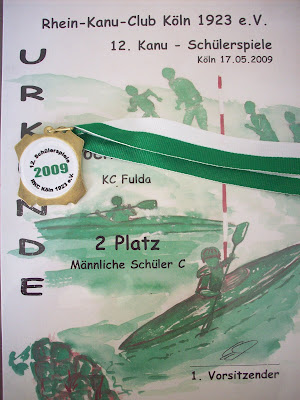 Rhein-Kanu-Club Köln 1923 e.V.
12. Kanu - Schülerspiele
Köln 17.05.2009
URKUNDE
12. Schülerspiele
2009
RKC Köln 1923 e.V.
KC Fulda
2 Platz
Männliche Schüler C
1. Vorsitzender